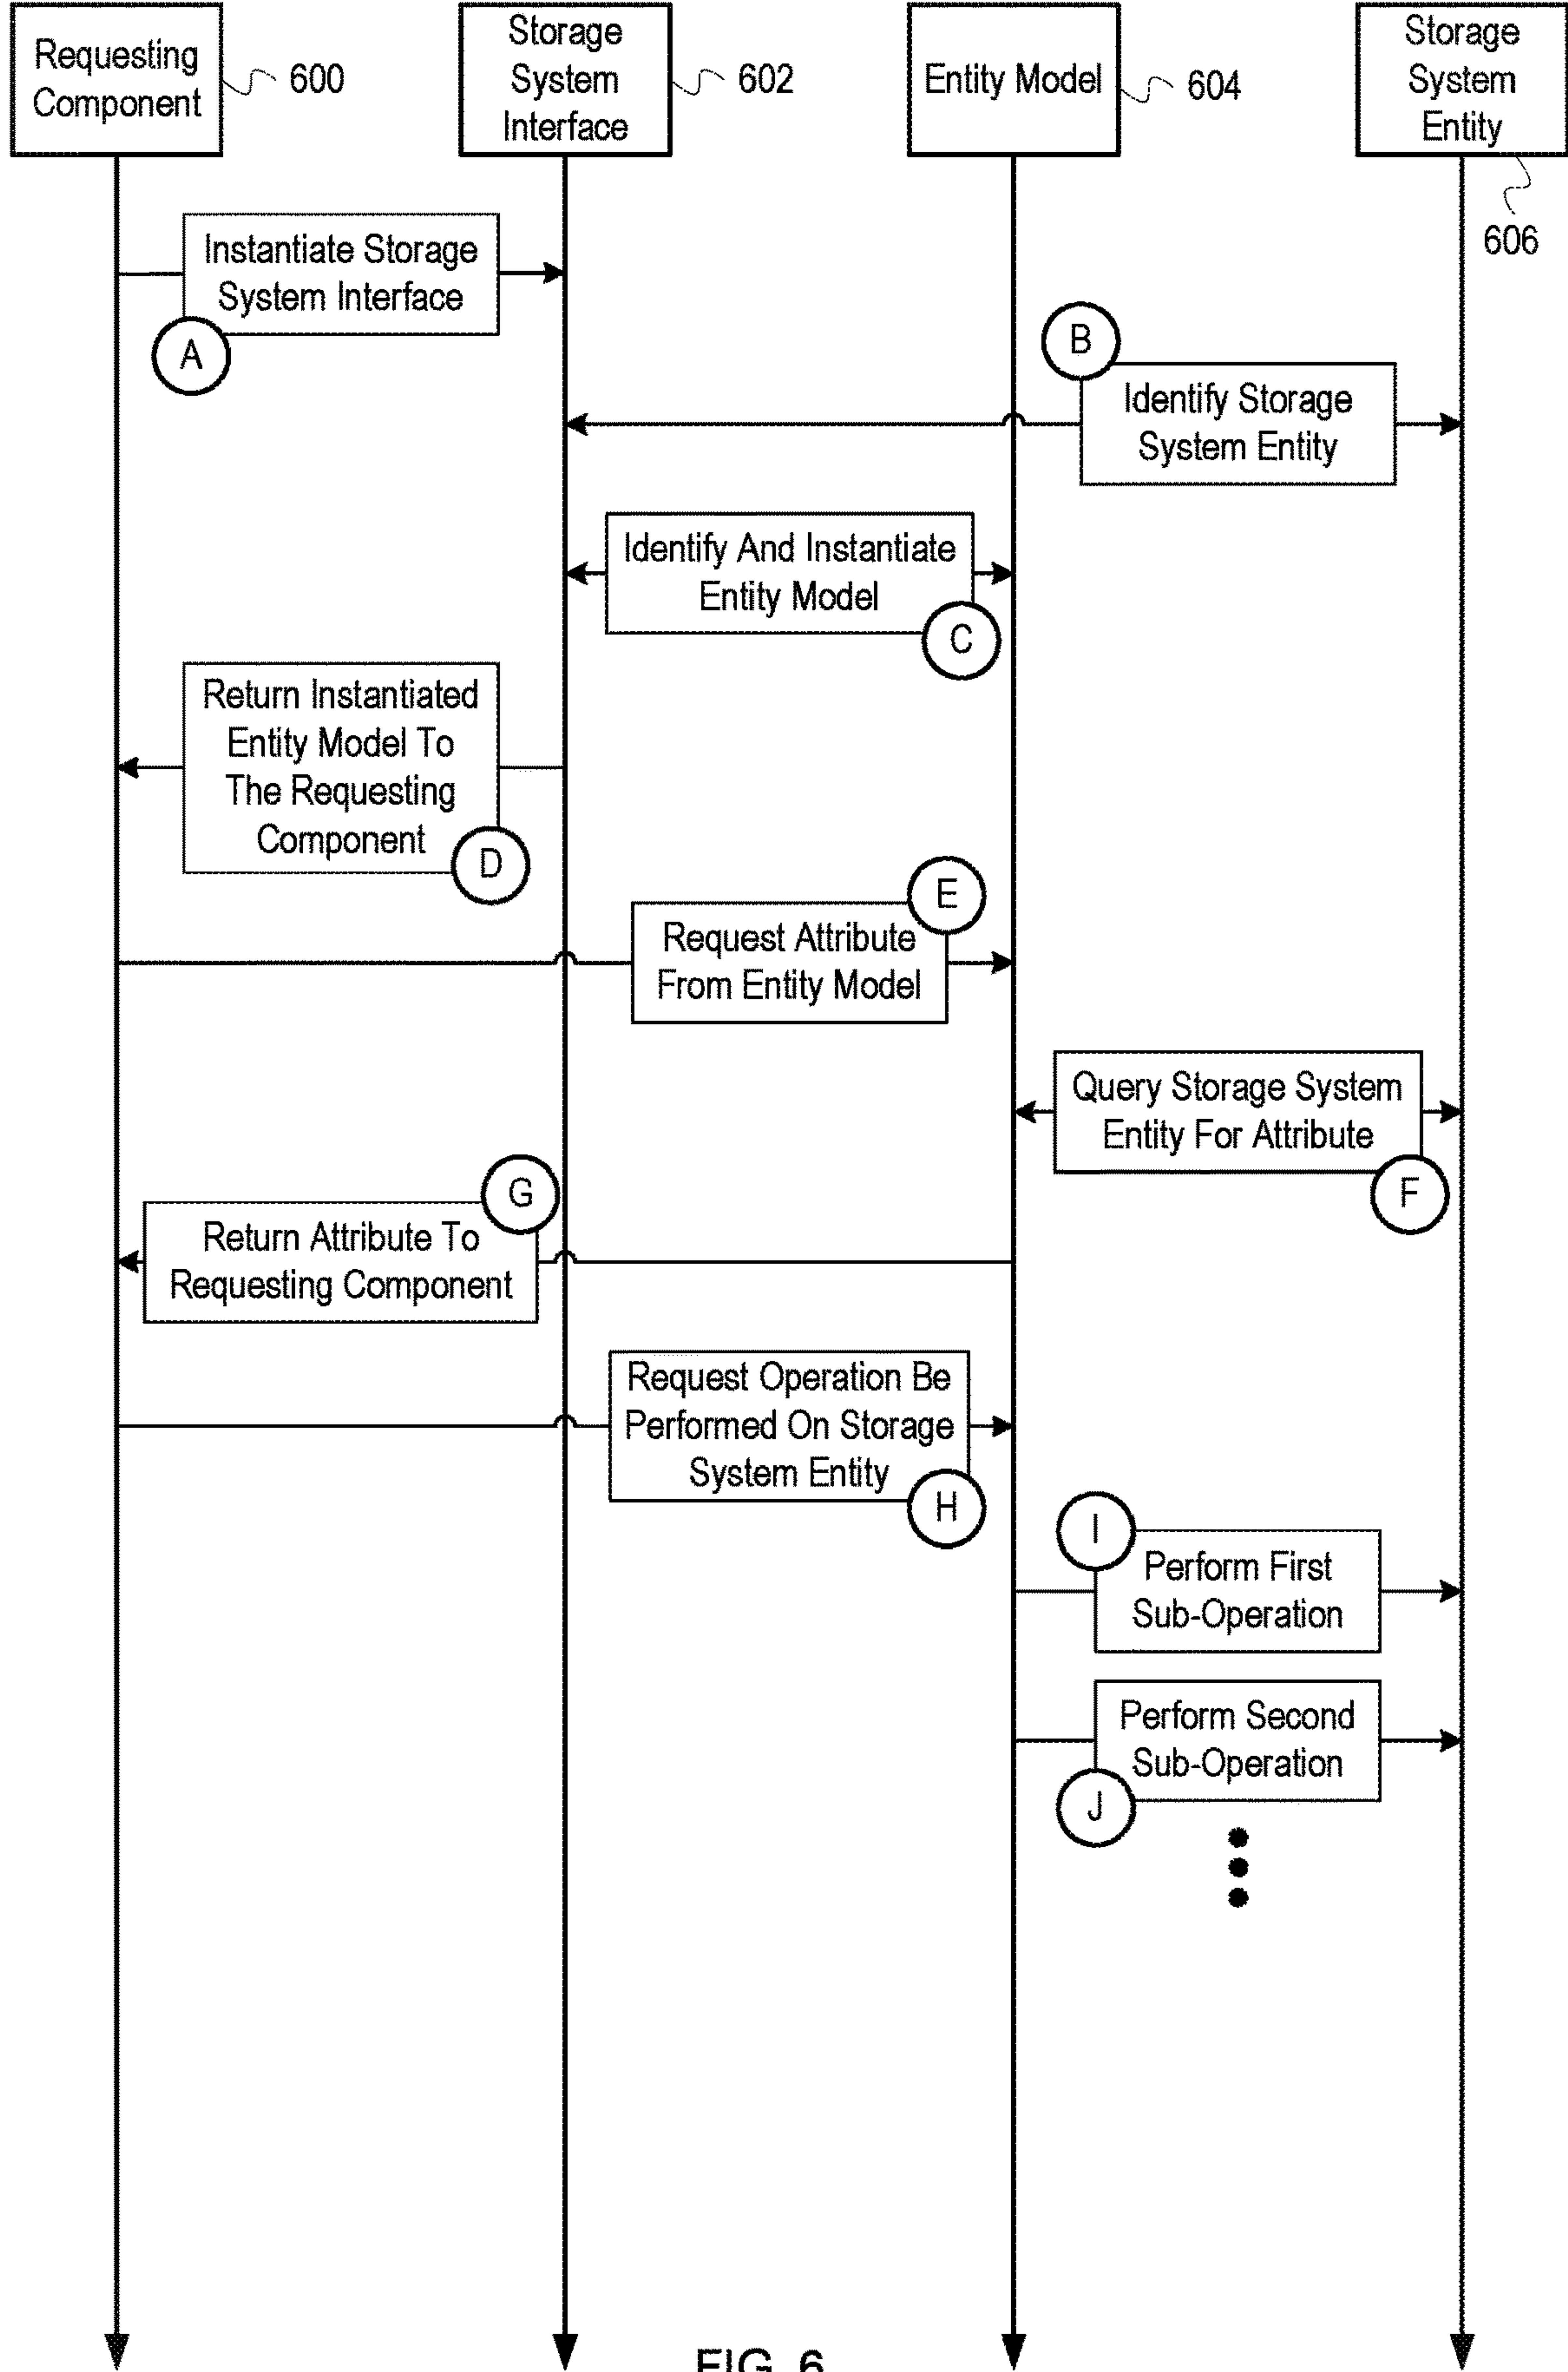 Requesting
Component
600
Storage
System
Interface
602
Entity Model
604
Storage
System
Entity
606
Instantiate Storage
System Interface
A
B
Identify Storage
System Entity
Identify And Instantiate
Entity Model
C
Return Instantiated
Entity Model To
The Requesting
Component
D
E
Request Attribute
From Entity Model
Query Storage System
Entity For Attribute
F
G
Return Attribute To
Requesting Component
Request Operation Be
Performed On Storage
System Entity
H
I
Perform First
Sub-Operation
Perform Second
Sub-Operation
J
FIG. 6